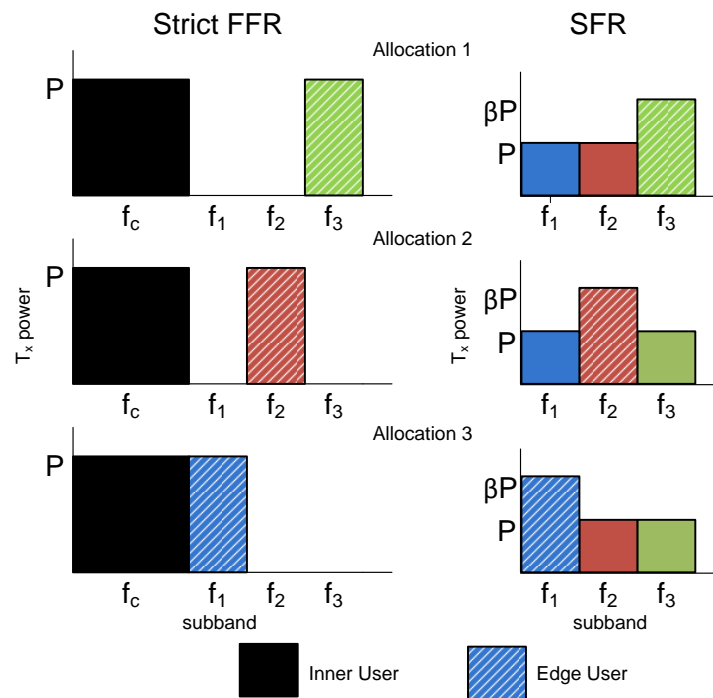 Strict FFR
SFR
Allocation 1
P
βP
P
f_c f_1 f_2 f_3
f_1 f_2 f_3
Allocation 2
P
T_x power
βP
P
T_x power
f_c f_1 f_2 f_3
f_1 f_2 f_3
Allocation 3
P
βP
P
f_c f_1 f_2 f_3
f_1 f_2 f_3
subband
subband
Inner User
Edge User